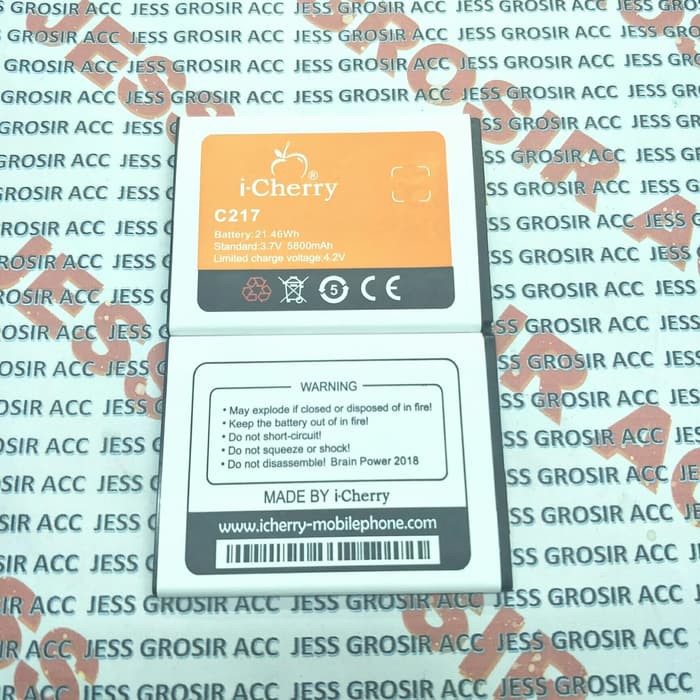 i-Cherry®
C217
Battery:21.46Wh
Standard:3.7V 5800mAh
Limited charge voltage:4.2V
5 CE
WARNING
• May explode if closed or disposed of in fire!
• Keep the battery out of in fire!
• Do not short-circuit!
• Do not squeeze or shock!
• Do not disassemble! Brain Power 2018
MADE BY i-Cherry
www.icherry-mobilephone.com
JESS GROSIR ACC